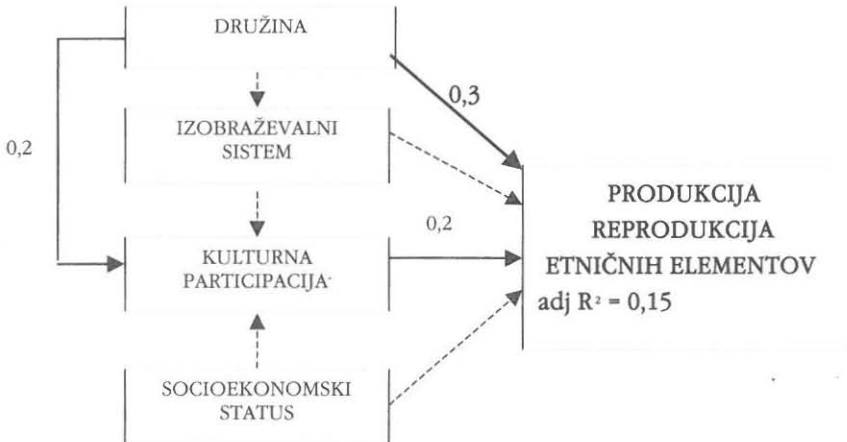 DRUŽINA
0,3
IZOBRAŽEVALNI
SISTEM
0,2
PRODUKCIJA
REPRODUKCIJA
ETNIČNIH ELEMENTOV
adj R² = 0,15
0,2
KULTURNA
PARTICIPACIJA
SOCIOEKONOMSKI
STATUS